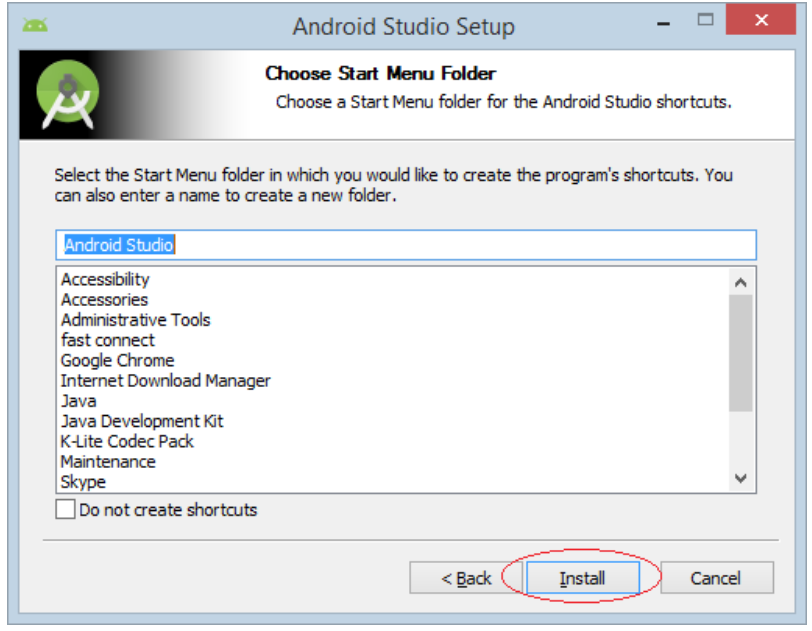 Android Studio Setup
Choose Start Menu Folder
Choose a Start Menu folder for the Android Studio shortcuts.
Select the Start Menu folder in which you would like to create the program's shortcuts. You
can also enter a name to create a new folder.
Android Studio
Accessibility
Accessories
Administrative Tools
fast connect
Google Chrome
Internet Download Manager
Java
Java Development Kit
K-Lite Codec Pack
Maintenance
Skype
Do not create shortcuts
< Back Install Cancel